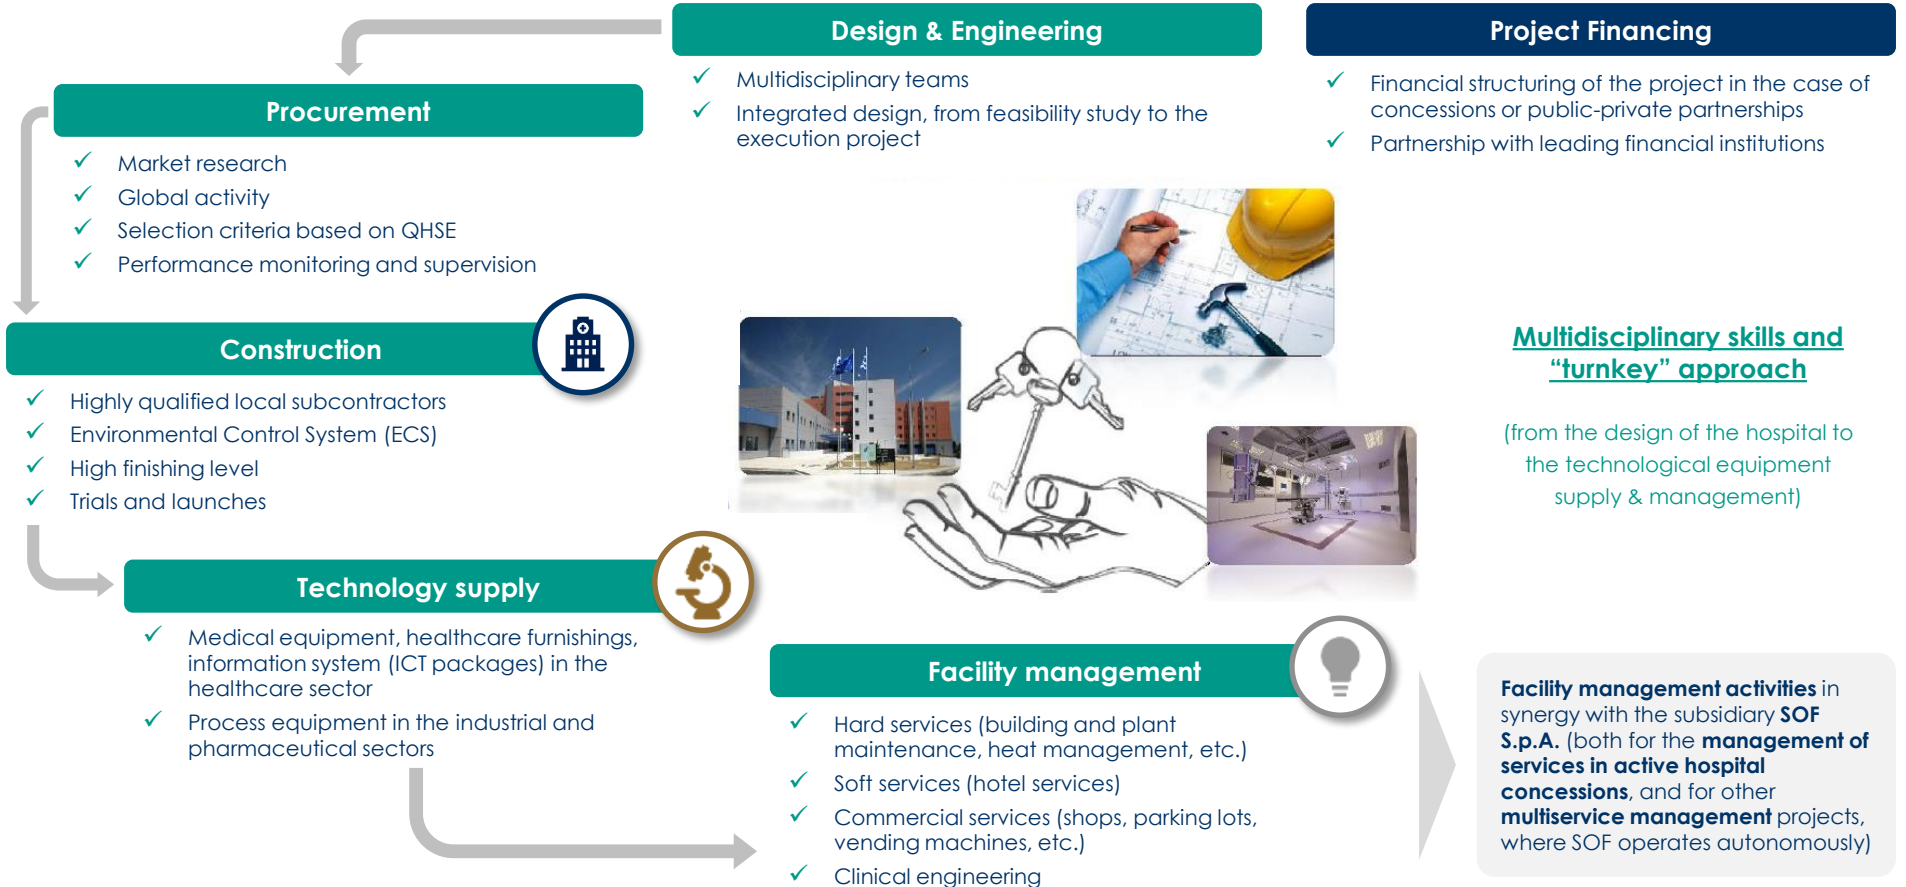 Design & Engineering
Multidisciplinary teams
Integrated design, from feasibility study to the
execution project
Project Financing
Financial structuring of the project in the case of
concessions or public-private partnerships
Partnership with leading financial institutions
Procurement
Market research
Global activity
Selection criteria based on QHSE
Performance monitoring and supervision
Construction
Highly qualified local subcontractors
Environmental Control System (ECS)
High finishing level
Trials and launches
Multidisciplinary skills and
“turnkey” approach
(from the design of the hospital to
the technological equipment
supply & management)
Technology supply
Medical equipment, healthcare furnishings,
information system (ICT packages) in the
healthcare sector
Process equipment in the industrial and
pharmaceutical sectors
Facility management
Hard services (building and plant
maintenance, heat management, etc.)
Soft services (hotel services)
Commercial services (shops, parking lots,
vending machines, etc.)
Clinical engineering
Facility management activities in
synergy with the subsidiary SOF
S.p.A. (both for the management of
services in active hospital
concessions, and for other
multiservice management projects,
where SOF operates autonomously)